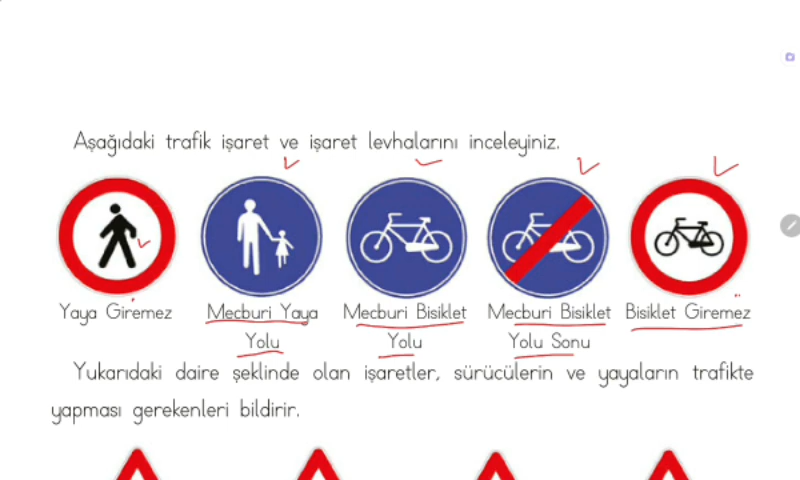 Aşağıdaki trafik işaret ve işaret levhalarını inceleyiniz.
Yaya Giremez
Mecburi Yaya
Yolu
Mecburi Bisiklet
Yolu
Mecburi Bisiklet
Yolu Sonu
Bisiklet Giremez
Yukarıdaki daire şeklinde olan işaretler, sürücülerin ve yayaların trafikte
yapması gerekenleri bildirir.